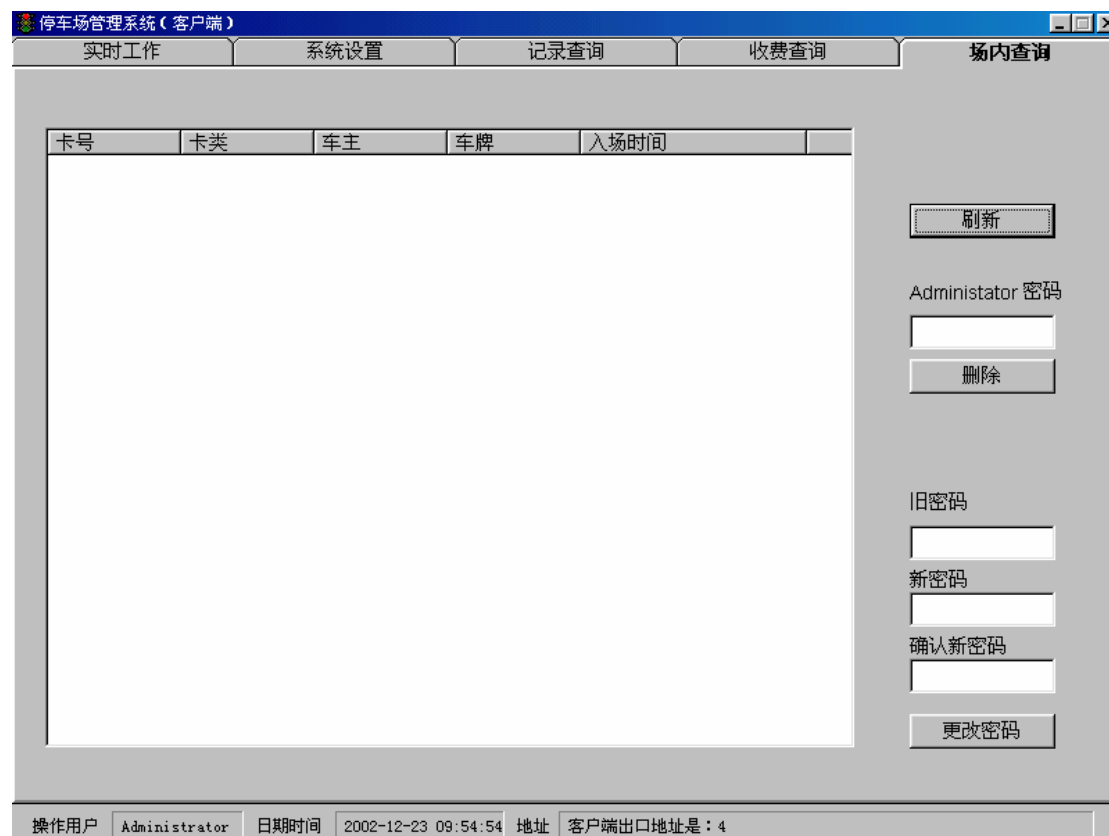 停车场管理系统(客户端)
实时工作 系统设置 记录查询 收费查询 场内查询
卡号 卡类 车主 车牌 入场时间
刷新
Administator 密码
删除
旧密码
新密码
确认新密码
更改密码
操作用户 Administrator 日期时间 2002-12-23 09:54:54 地址 客户端出口地址是:4